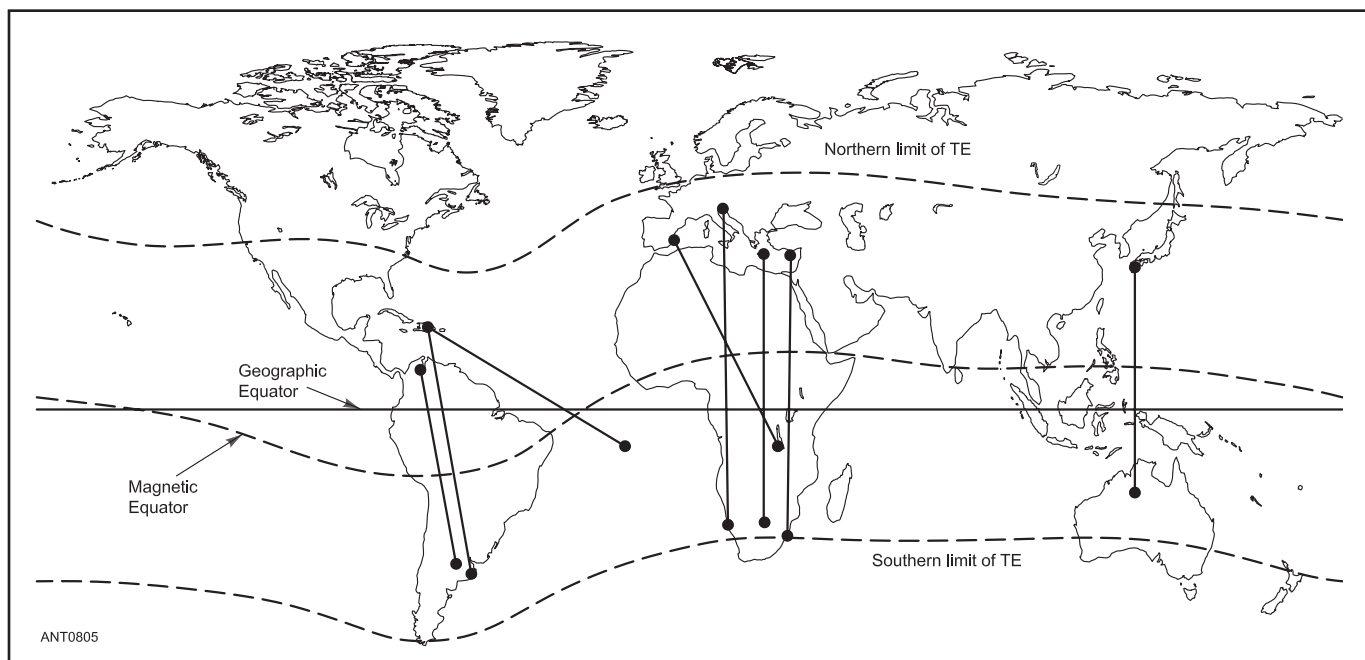 Northern limit of TE
Geographic
Equator
Magnetic
Equator
Southern limit of TE
ANT0805